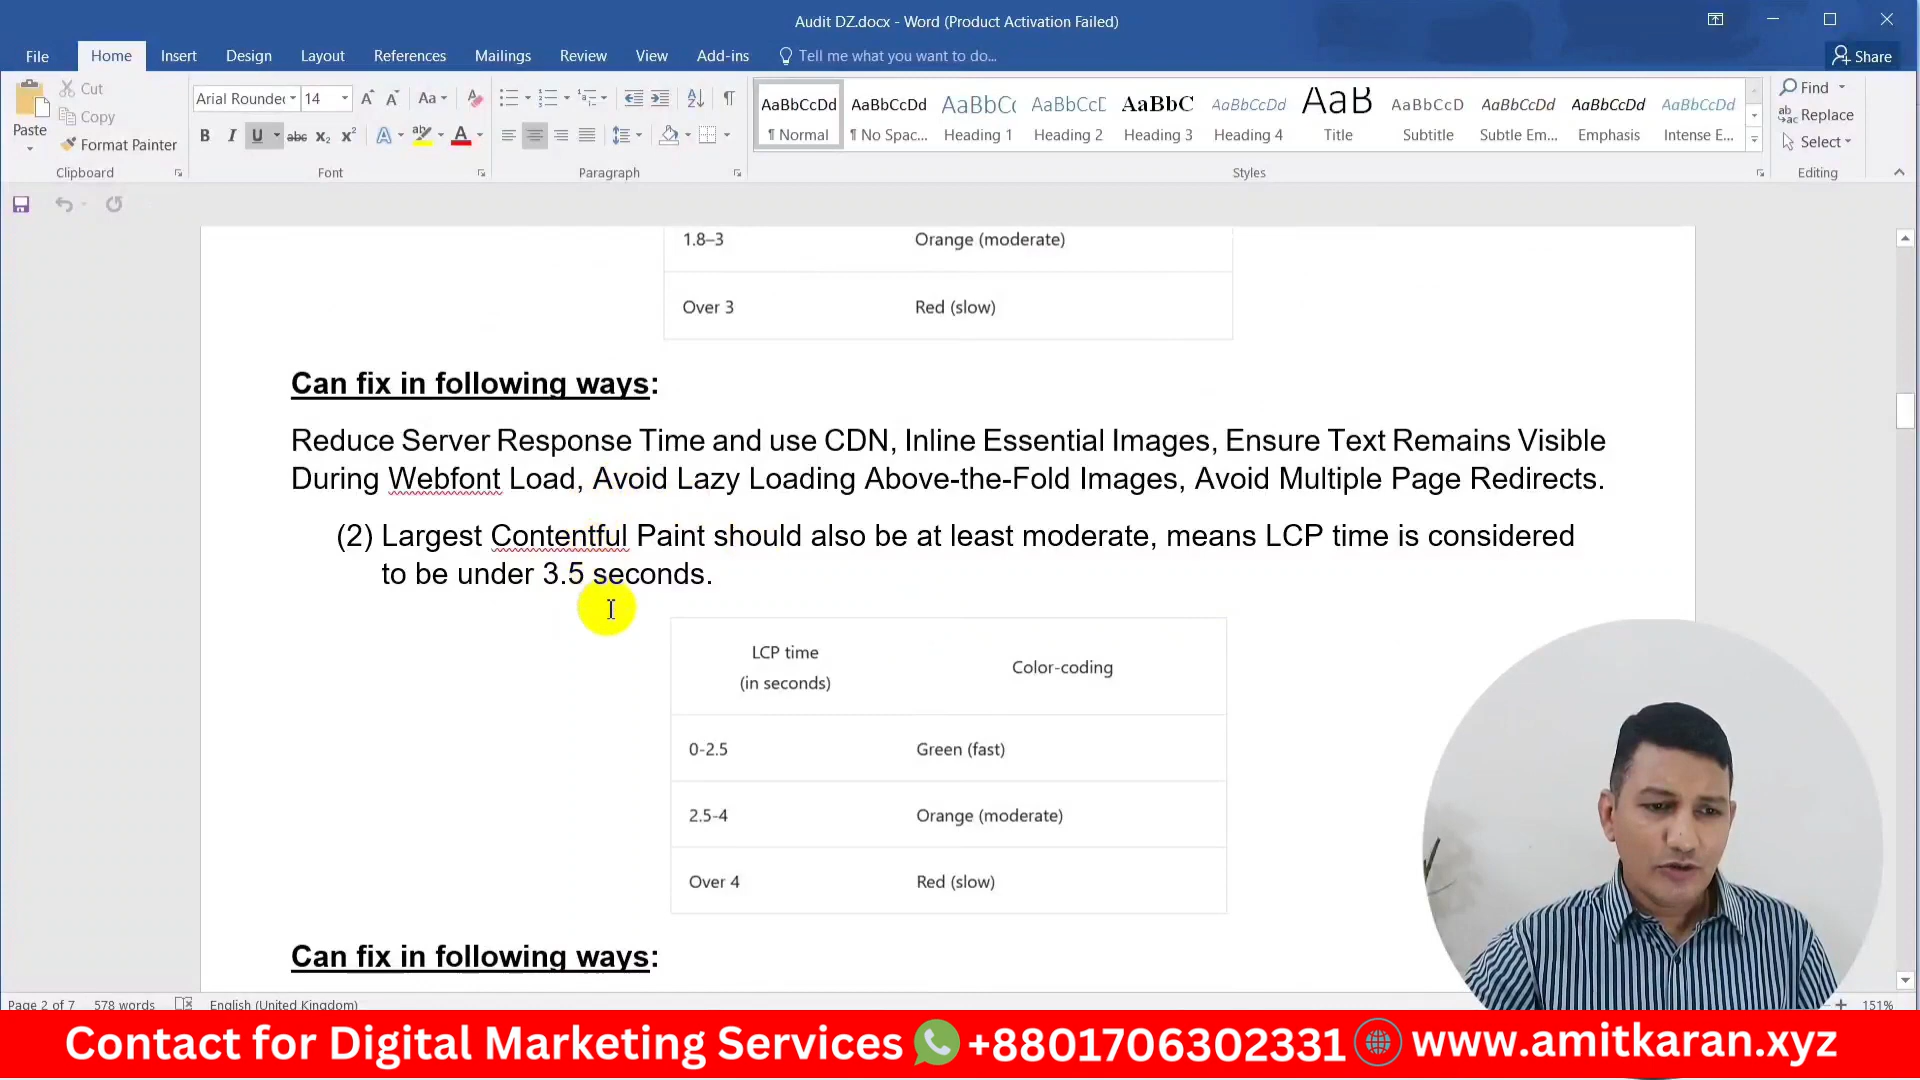 Audit DZ.docx - Word (Product Activation Failed)
File Home Insert Design Layout References Mailings Review View Add-ins Tell me what you want to do... Share
Cut
Copy
Format Painter
Paste
Clipboard
Arial Rounded 14
Aa
B I U abc X2 X2 A A
Font
Paragraph
AaBbCcDd AaBbCcDd AaBbC AaBbCcD AaBbC AaBbCcDd AaB AaBbCcD AaBbCcDd AaBbCcDd AaBbCcDd
¶ Normal ¶ No Spac... Heading 1 Heading 2 Heading 3 Heading 4 Title Subtitle Subtle Em... Emphasis Intense E...
Styles
Find
Replace
Select
Editing
1.8–3 Orange (moderate)
Over 3 Red (slow)
Can fix in following ways:
Reduce Server Response Time and use CDN, Inline Essential Images, Ensure Text Remains Visible
During Webfont Load, Avoid Lazy Loading Above-the-Fold Images, Avoid Multiple Page Redirects.
(2) Largest Contentful Paint should also be at least moderate, means LCP time is considered
to be under 3.5 seconds.
LCP time
(in seconds)
Color-coding
0-2.5 Green (fast)
2.5-4 Orange (moderate)
Over 4 Red (slow)
Can fix in following ways:
Page 2 of 7 578 words English (United Kingdom) 151%
Contact for Digital Marketing Services +8801706302331 www.amitkaran.xyz